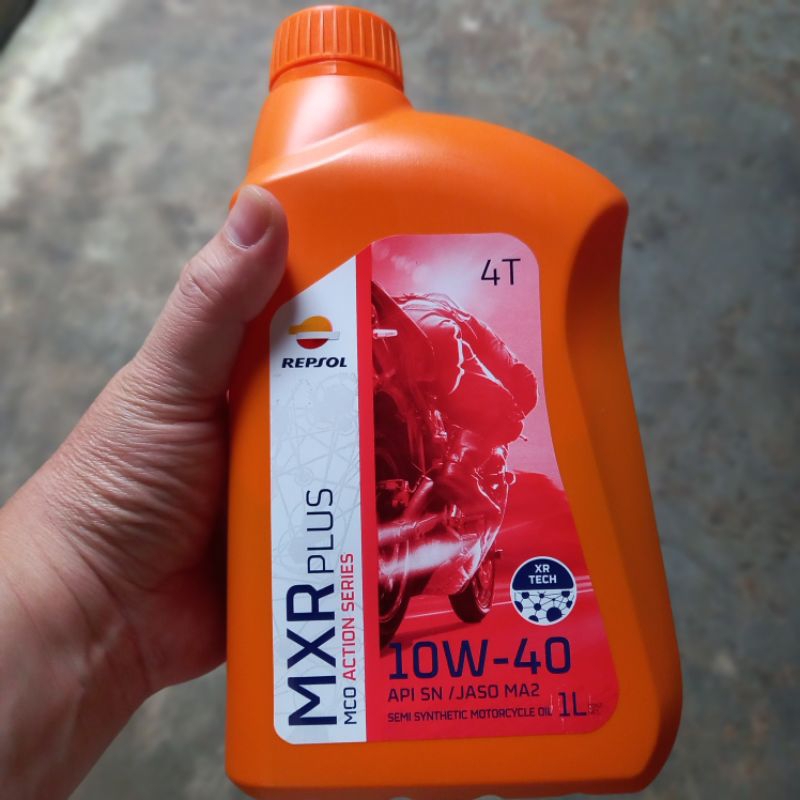 4T
REPSOL
MXR PLUS
MCO ACTION SERIES
XR
TECH
10W-40
API SN / JASO MA2
SEMI SYNTHETIC MOTORCYCLE OIL 1L